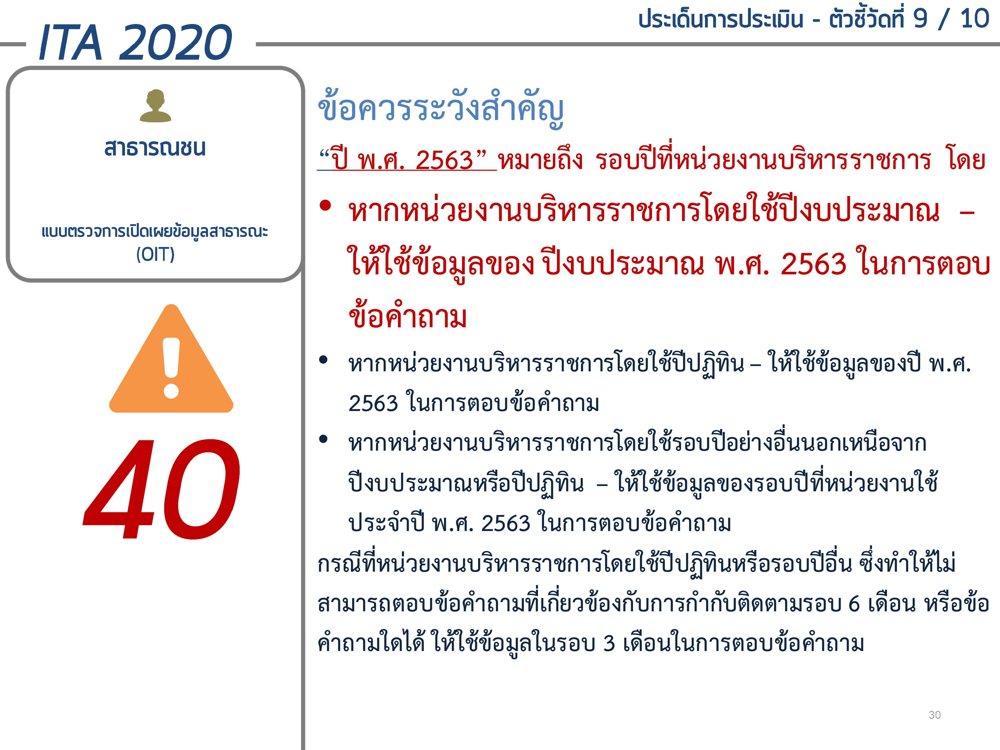 ประเด็นการประเมิน - ตัวชี้วัดที่ 9 / 10
ITA 2020
สาธารณชน
แบบตรวจการเปิดเผยข้อมูลสาธารณะ
(OIT)
40
ข้อควรระวังสำคัญ
“ปี พ.ศ. 2563” หมายถึง รอบปีที่หน่วยงานบริหารราชการ โดย
• หากหน่วยงานบริหารราชการโดยใช้ปีงบประมาณ –
ให้ใช้ข้อมูลของ ปีงบประมาณ พ.ศ. 2563 ในการตอบ
ข้อคำถาม
• หากหน่วยงานบริหารราชการโดยใช้ปีปฏิทิน – ให้ใช้ข้อมูลของปี พ.ศ.
2563 ในการตอบข้อคำถาม
• หากหน่วยงานบริหารราชการโดยใช้รอบปีอย่างอื่นนอกเหนือจาก
ปีงบประมาณหรือปีปฏิทิน – ให้ใช้ข้อมูลของรอบปีที่หน่วยงานใช้
ประจำปี พ.ศ. 2563 ในการตอบข้อคำถาม
กรณีที่หน่วยงานบริหารราชการโดยใช้ปีปฏิทินหรือรอบปีอื่น ซึ่งทำให้ไม่
สามารถตอบข้อคำถามที่เกี่ยวข้องกับการกำกับติดตามรอบ 6 เดือน หรือข้อ
คำถามใดได้ ให้ใช้ข้อมูลในรอบ 3 เดือนในการตอบข้อคำถาม
30